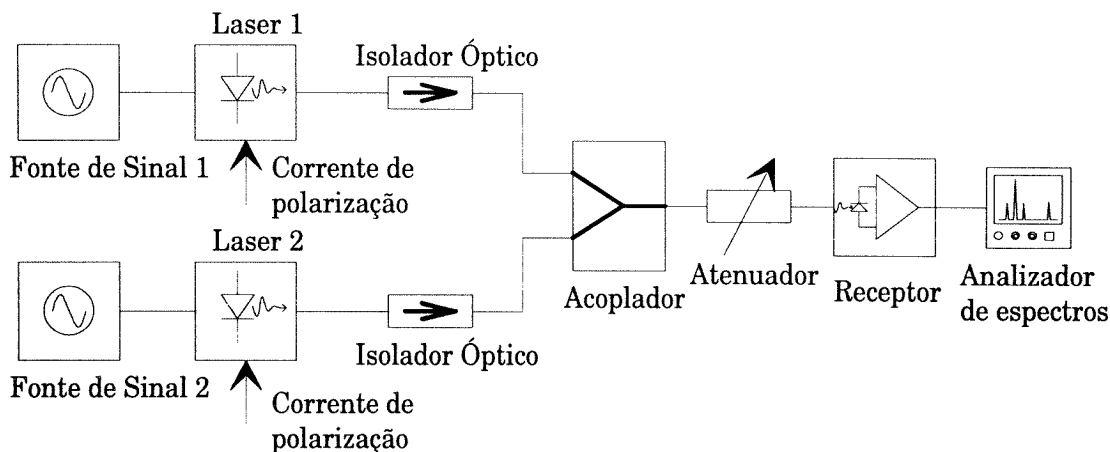 Laser 1
Isolador Óptico
Fonte de Sinal 1
Corrente de
polarização
Laser 2
Acoplador
Atenuador
Receptor
Analizador
de espectros
Isolador Óptico
Fonte de Sinal 2
Corrente de
polarização